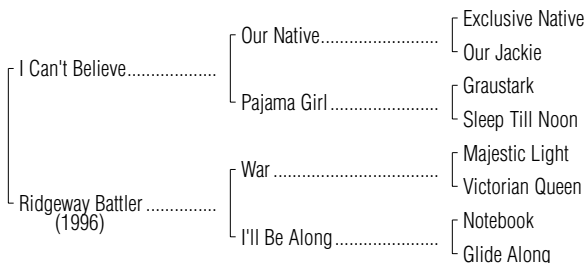 Exclusive Native
Our Native
Our Jackie
I Can't Believe
Graustark
Pajama Girl
Sleep Till Noon
Majestic Light
War
Victorian Queen
Ridgeway Battler
(1996)
Notebook
I'll Be Along
Glide Along